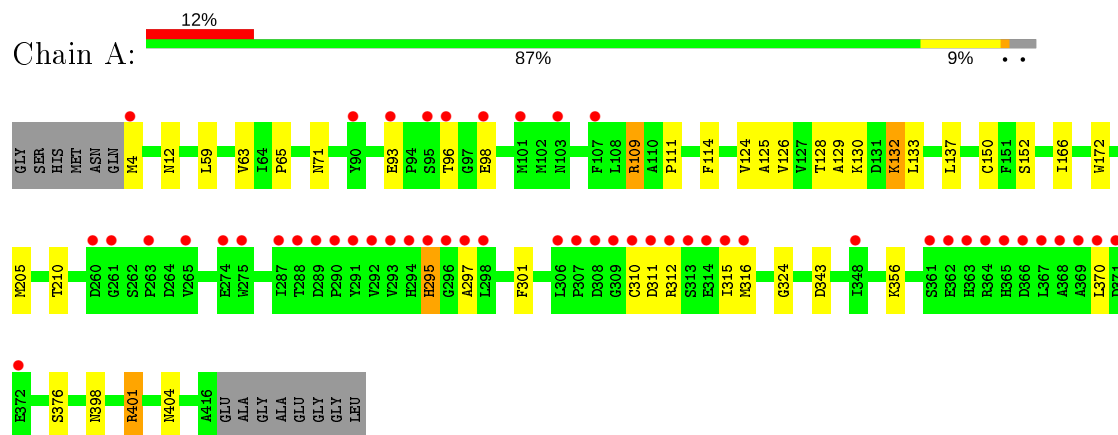 12%
Chain A:
87%
9%
GLY SER HIS MET ASN GLN M4 N12 L59 V63 I64 P65 N71 Y90 E93 P94 S95 T96 G97 E98 M101 M102 N103 F107 L108 R109 A110 P111 F114 V124 A125 V126 V127 T128 A129 K130 D131 K132 L133 L137 C150 F151 S152 I166 W172
M205 T210 D260 G261 S262 P263 D264 V265 E274 W275 I287 T288 D289 P290 Y291 V292 V293 H294 H295 G296 A297 L298 F301 L306 P307 D308 G309 C310 D311 R312 S313 E314 I315 M316 G324 D343 K356 I348 S361 E362 H363 R364 H365 D366 L367 A368 A369 L370 D371
E372 S376 N398 R401 N404 A416 GLU ALA GLY ALA GLU GLY GLY LEU